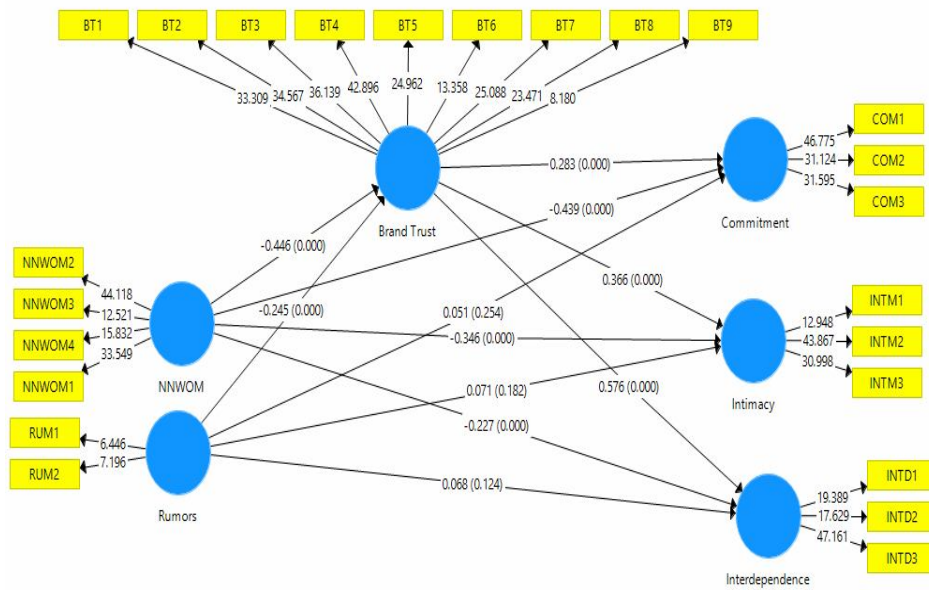 BT1 BT2 BT3 BT4 BT5 BT6 BT7 BT8 BT9
33.309 34.567 36.139 42.896 24.962 13.358 25.088 23.471 8.180
Brand Trust
COM1
46.775
COM2
31.124
COM3
31.595
Commitment
0.283 (0.000)
-0.439 (0.000)
-0.446 (0.000)
NNWOM2
44.118
NNWOM3
12.521
NNWOM4
15.832
NNWOM1
33.549
NNWOM
-0.245 (0.000)
0.051 (0.254)
0.366 (0.000)
-0.346 (0.000)
INTM1
12.948
INTM2
43.867
INTM3
30.998
Intimacy
0.071 (0.182)
0.576 (0.000)
-0.227 (0.000)
RUM1
6.446
RUM2
7.196
Rumors
0.068 (0.124)
INTD1
19.389
INTD2
17.629
INTD3
47.161
Interdependence